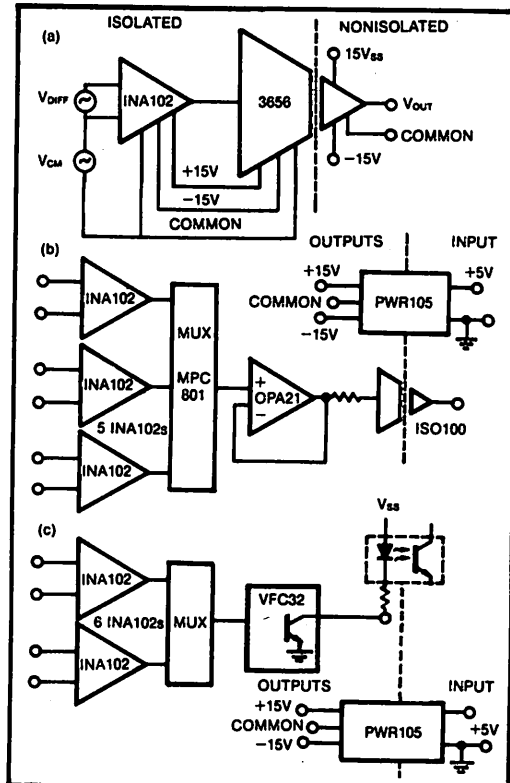 (a)
ISOLATED
NONISOLATED
15VSS
VDIFF
INA102
3656
VOUT
COMMON
VCM
+15V
−15V
−15V
COMMON
(b)
OUTPUTS
INPUT
INA102
+15V
+5V
COMMON
PWR105
MUX
−15V
MPC
801
INA102
+
OPA21
−
5 INA102s
ISO100
INA102
(c)
VSS
INA102
VFC32
6 INA102s
MUX
INA102
OUTPUTS
INPUT
+15V
COMMON
PWR105
+5V
−15V